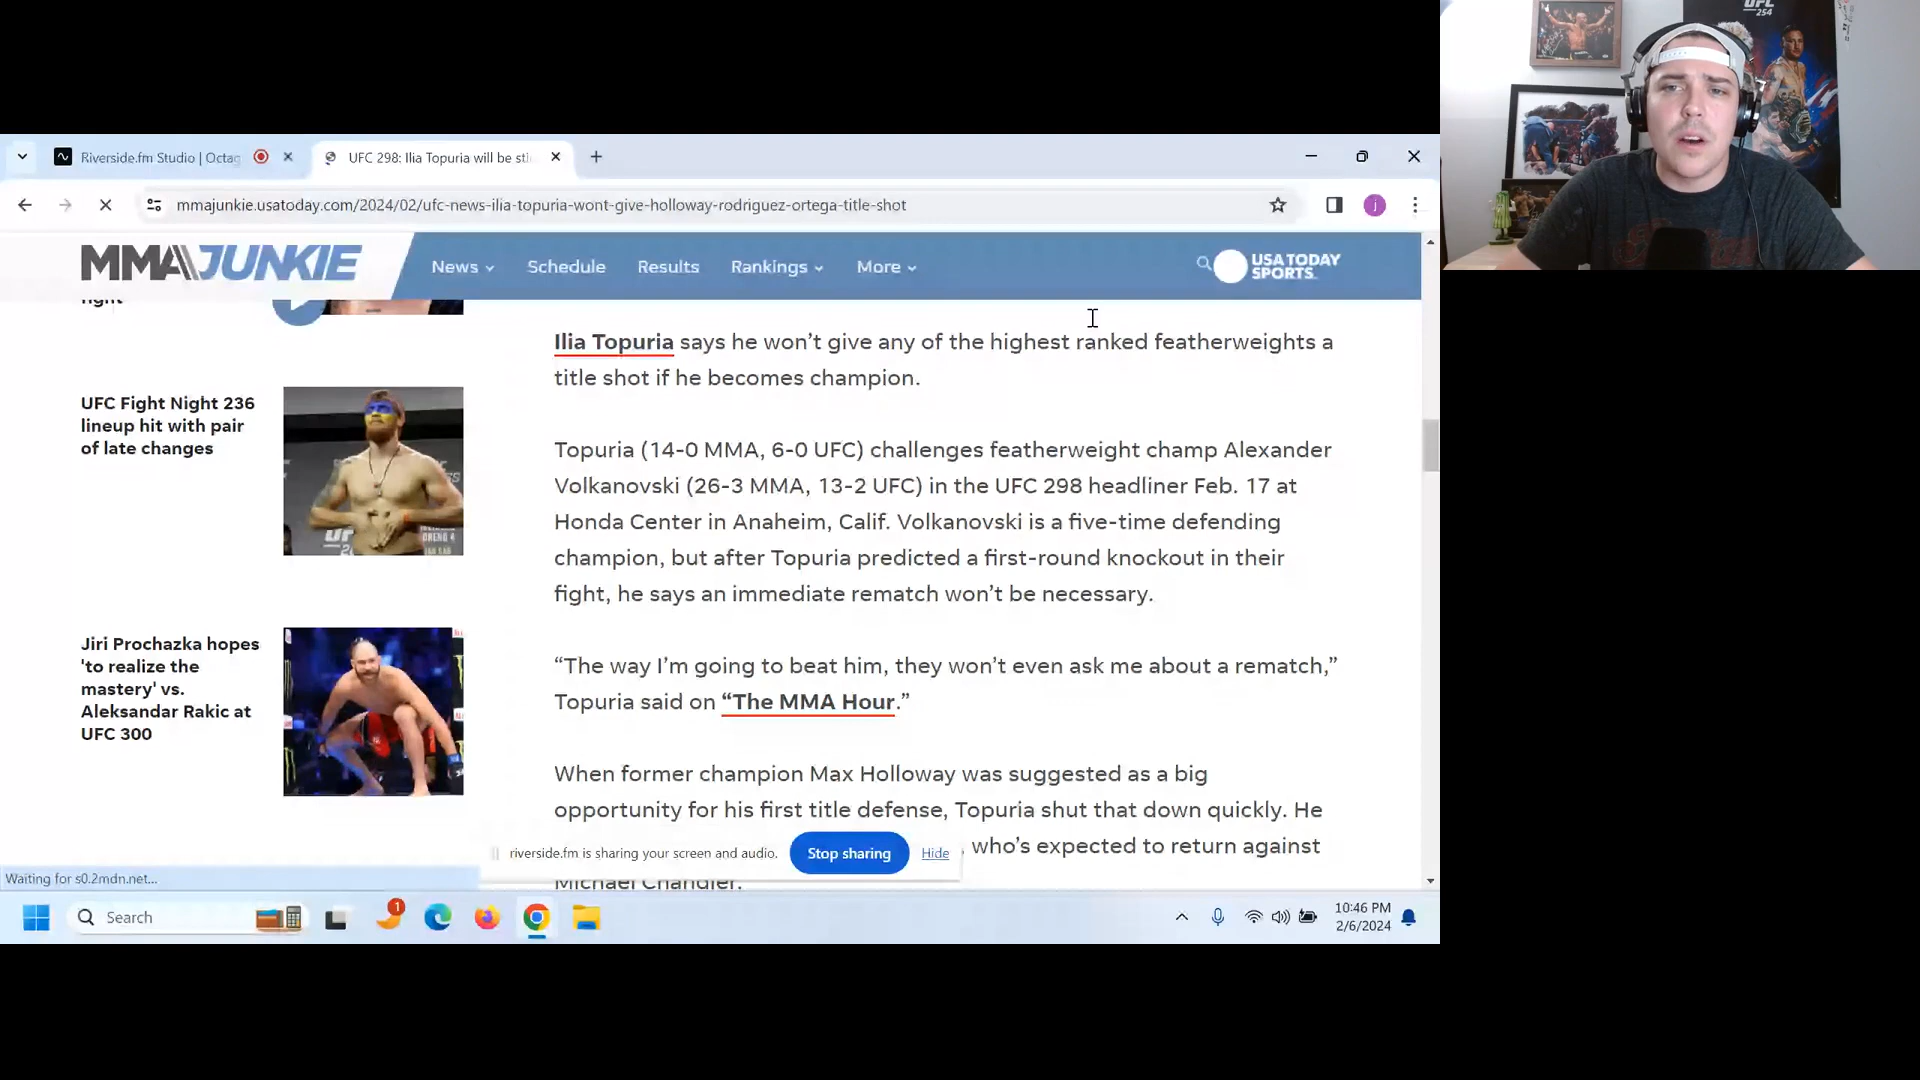 UFC
254
Riverside.fm Studio | Octag
UFC 298: Ilia Topuria will be sti
mmajunkie.usatoday.com/2024/02/ufc-news-ilia-topuria-wont-give-holloway-rodriguez-ortega-title-shot
j
MMA JUNKIE
News
Schedule
Results
Rankings
More
USA TODAY
SPORTS
fight
Ilia Topuria says he won’t give any of the highest ranked featherweights a
title shot if he becomes champion.
UFC Fight Night 236
lineup hit with pair
of late changes
Topuria (14-0 MMA, 6-0 UFC) challenges featherweight champ Alexander
Volkanovski (26-3 MMA, 13-2 UFC) in the UFC 298 headliner Feb. 17 at
Honda Center in Anaheim, Calif. Volkanovski is a five-time defending
champion, but after Topuria predicted a first-round knockout in their
fight, he says an immediate rematch won’t be necessary.
Jiri Prochazka hopes
'to realize the
mastery' vs.
Aleksandar Rakic at
UFC 300
“The way I’m going to beat him, they won’t even ask me about a rematch,”
Topuria said on “The MMA Hour.”
When former champion Max Holloway was suggested as a big
opportunity for his first title defense, Topuria shut that down quickly. He
who’s expected to return against
Michael Chandler.
riverside.fm is sharing your screen and audio.
Stop sharing
Hide
Waiting for s0.2mdn.net...
Search
1
10:46 PM
2/6/2024